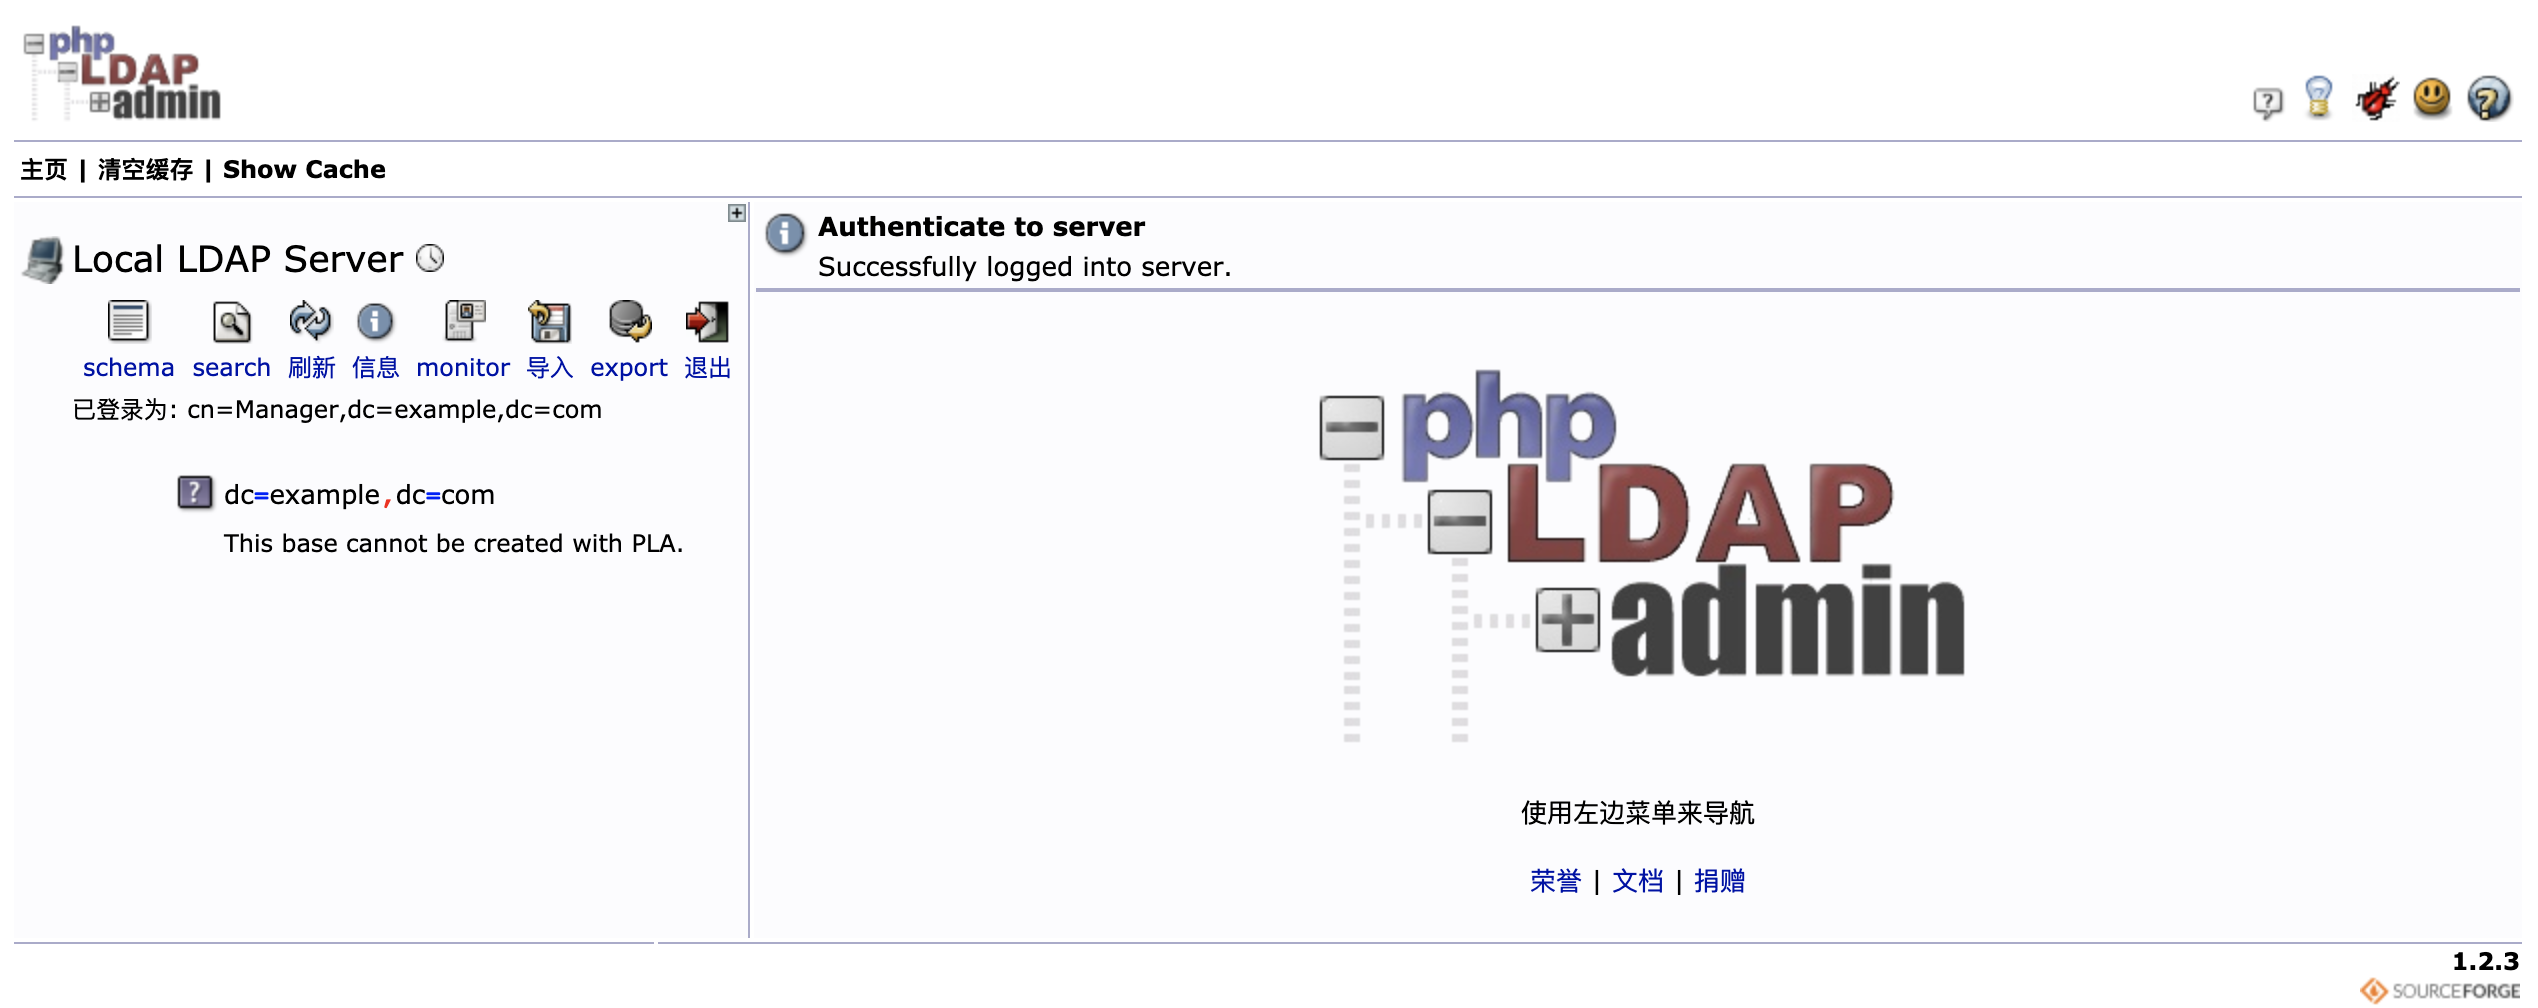 php
LDAP
admin
主页 | 清空缓存 | Show Cache
Local LDAP Server
schema search 刷新 信息 monitor 导入 export 退出
已登录为: cn=Manager,dc=example,dc=com
dc=example,dc=com
This base cannot be created with PLA.
Authenticate to server
Successfully logged into server.
php
LDAP
admin
使用左边菜单来导航
荣誉 | 文档 | 捐赠
1.2.3
SOURCEFORGE